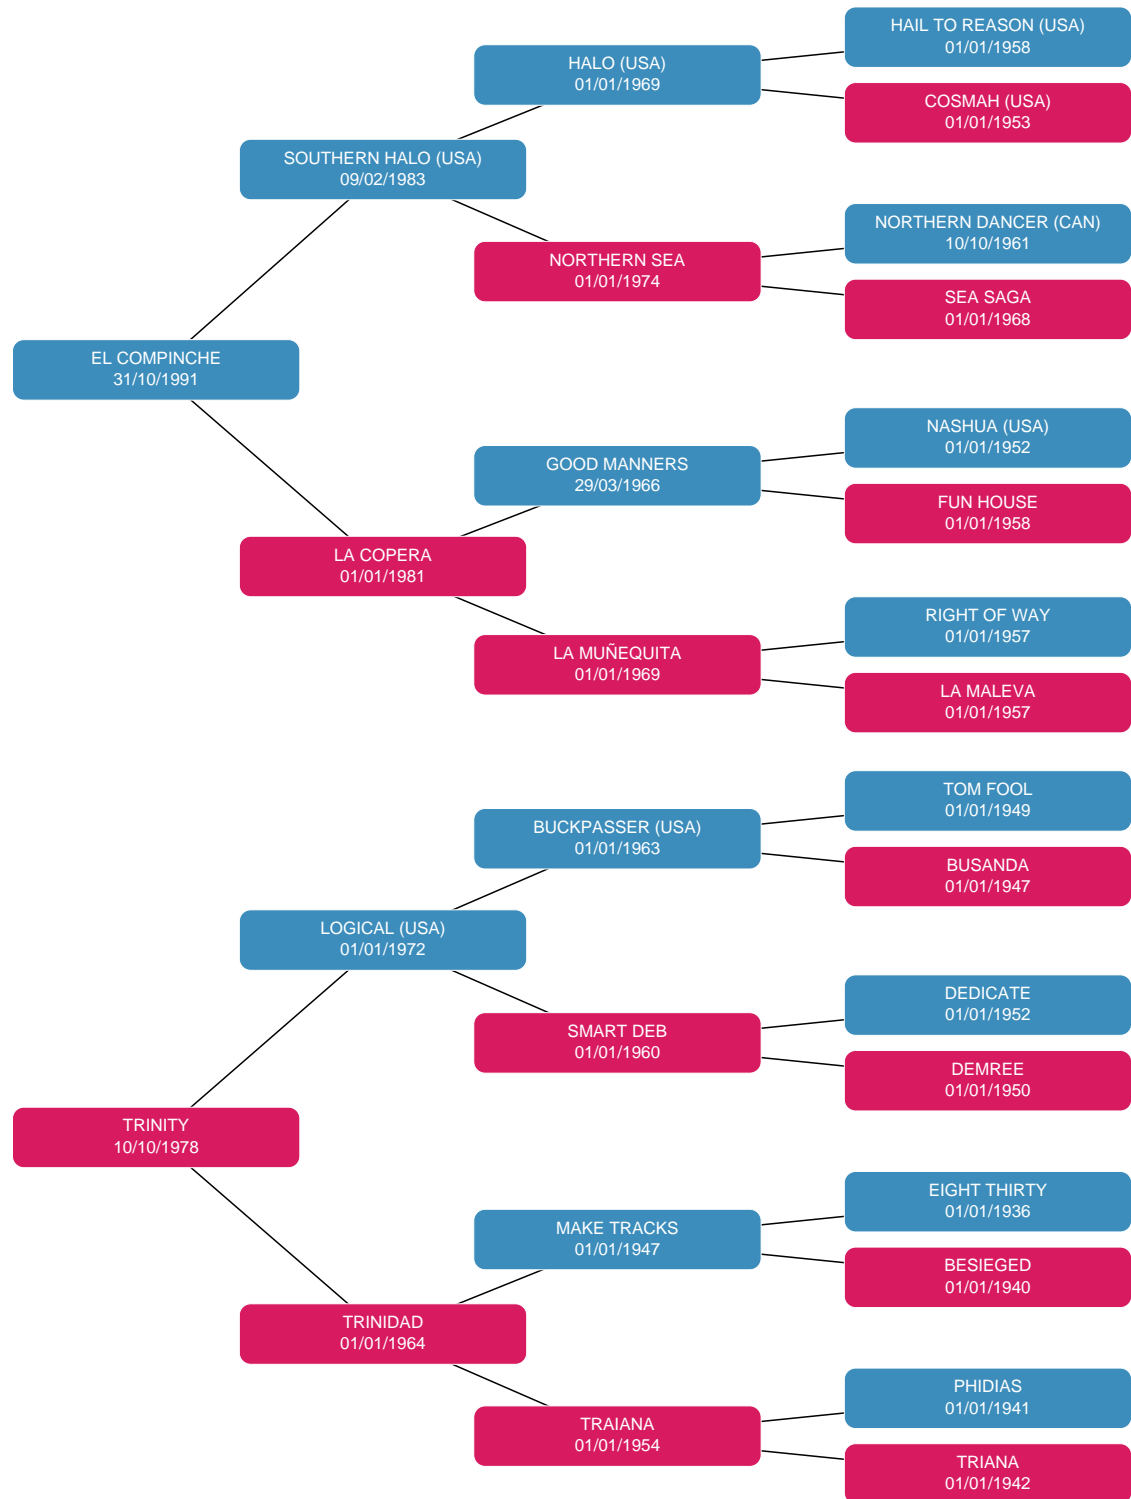 HAIL TO REASON (USA)
01/01/1958
HALO (USA)
01/01/1969
COSMAH (USA)
01/01/1953
SOUTHERN HALO (USA)
09/02/1983
NORTHERN DANCER (CAN)
10/10/1961
NORTHERN SEA
01/01/1974
SEA SAGA
01/01/1968
EL COMPINCHE
31/10/1991
NASHUA (USA)
01/01/1952
GOOD MANNERS
29/03/1966
FUN HOUSE
01/01/1958
LA COPERA
01/01/1981
RIGHT OF WAY
01/01/1957
LA MUÑEQUITA
01/01/1969
LA MALEVA
01/01/1957
TOM FOOL
01/01/1949
BUCKPASSER (USA)
01/01/1963
BUSANDA
01/01/1947
LOGICAL (USA)
01/01/1972
DEDICATE
01/01/1952
SMART DEB
01/01/1960
DEMREE
01/01/1950
TRINITY
10/10/1978
EIGHT THIRTY
01/01/1936
MAKE TRACKS
01/01/1947
BESIEGED
01/01/1940
TRINIDAD
01/01/1964
PHIDIAS
01/01/1941
TRAIANA
01/01/1954
TRIANA
01/01/1942